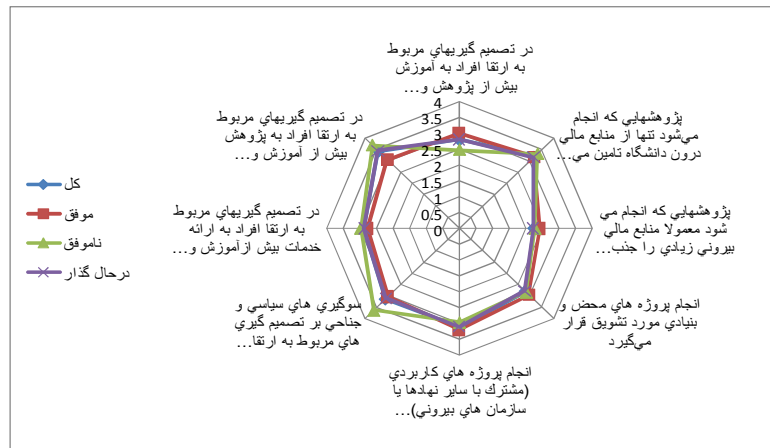 در تصميم گيريهاي مربوط
به ارتقا افراد به آموزش
بيش از پژوهش و...
پژوهشهايي كه انجام
مي‌شود تنها از منابع مالي
درون دانشگاه تامين مي...
پژوهشهايي كه انجام مي
شود معمولا منابع مالي
بيروني زيادي را جذب...
انجام پروژه هاي محض و
بنيادي مورد تشويق قرار
مي‌گيرد
انجام پروژه هاي كاربردي
(مشترك با ساير نهادها يا
سازمان هاي بيروني)...
سوگيري هاي سياسي و
جناحي بر تصميم گيري
هاي مربوط به ارتقا...
در تصميم گيريهاي مربوط
به ارتقا افراد به ارائه
خدمات بيش ازآموزش و...
در تصميم گيريهاي مربوط
به ارتقا افراد به پژوهش
بيش از آموزش و...
4
3.5
3
2.5
2
1.5
1
0.5
0
كل
موفق
ناموفق
درحال گذار